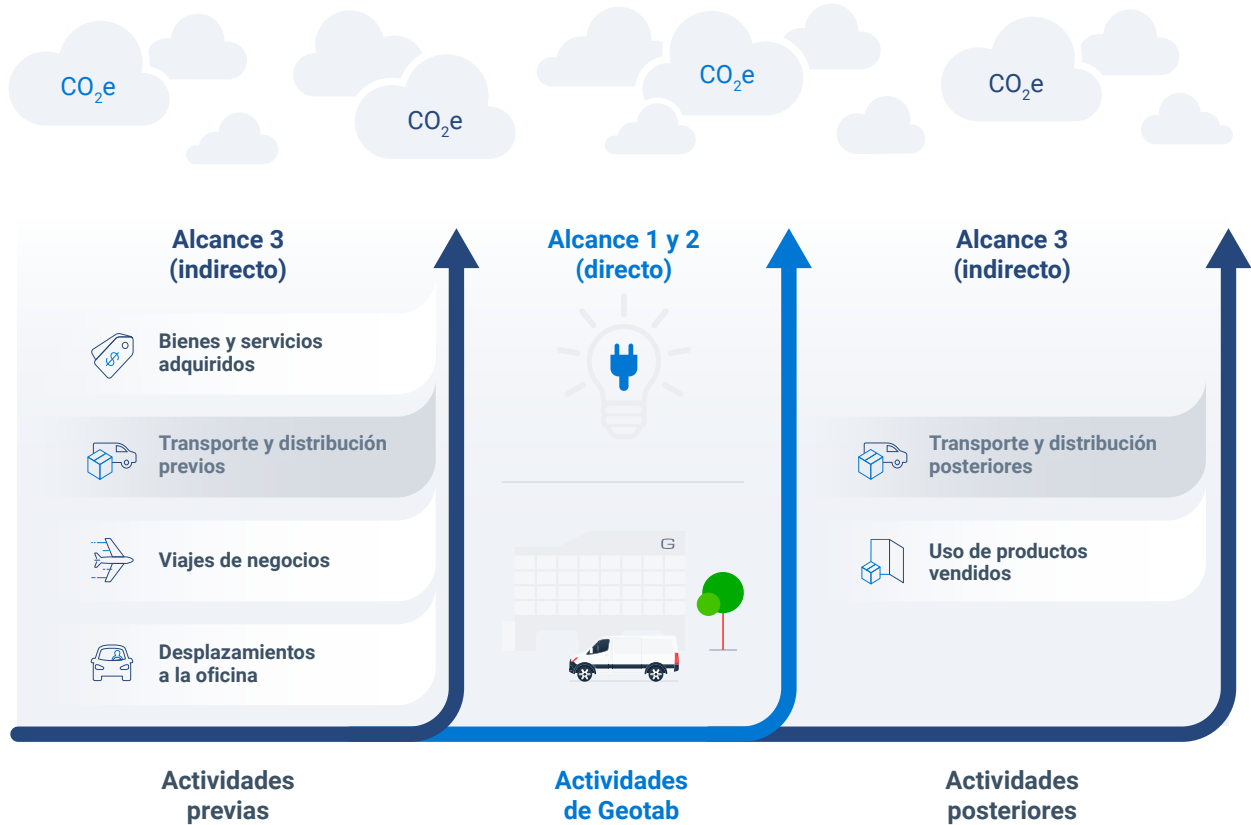 CO₂e
CO₂e
CO₂e
CO₂e
Alcance 3
(indirecto)
Bienes y servicios
adquiridos
Transporte y distribución
previos
Viajes de negocios
Desplazamientos
a la oficina
Actividades
previas
Alcance 1 y 2
(directo)
G
Actividades
de Geotab
Alcance 3
(indirecto)
Transporte y distribución
posteriores
Uso de productos
vendidos
Actividades
posteriores